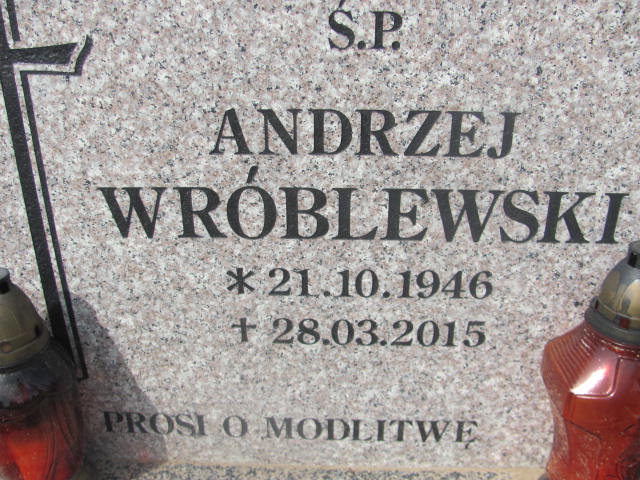 Ś.P.
ANDRZEJ
WRÓBLEWSKI
* 21.10.1946
† 28.03.2015
PROSI O MODLITWĘ